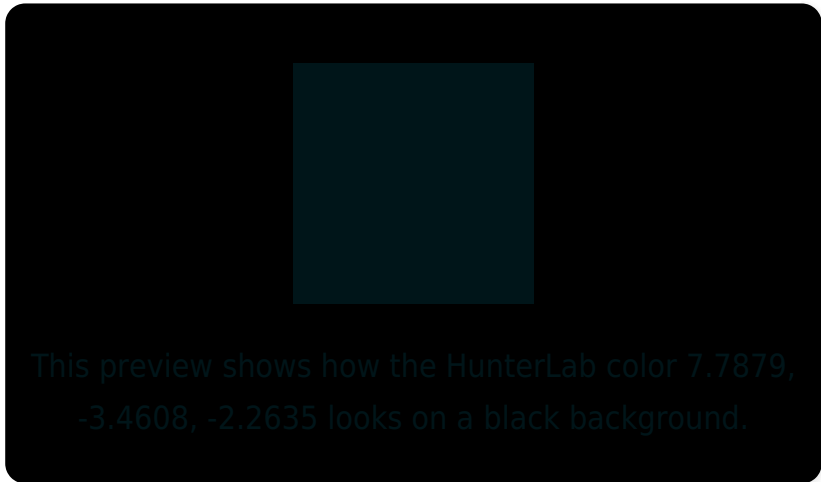 This preview shows how the HunterLab color 7.7879,
-3.4608, -2.2635 looks on a black background.